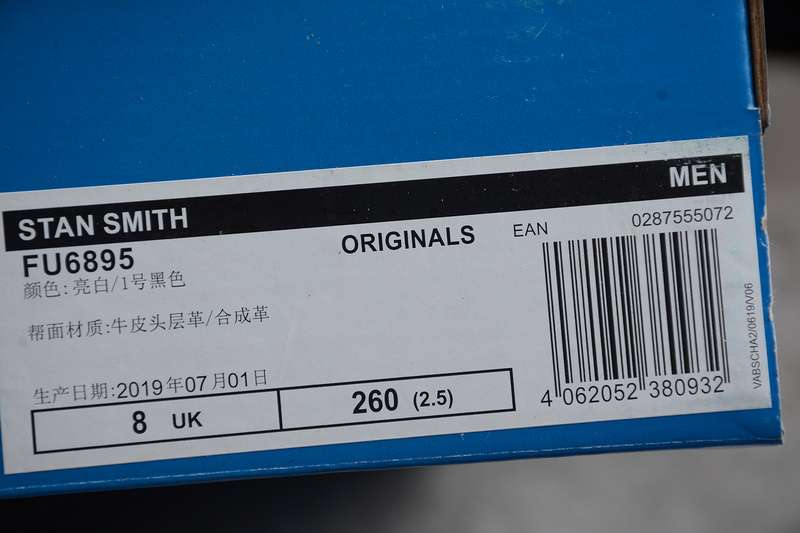 STAN SMITH
MEN
FU6895
ORIGINALS
EAN
0287555072
颜色:亮白/1号黑色
帮面材质:牛皮头层革/合成革
生产日期:2019年07月01日
8 UK
260 (2.5)
4 062052 380932
VABSCHA2/0619/V06